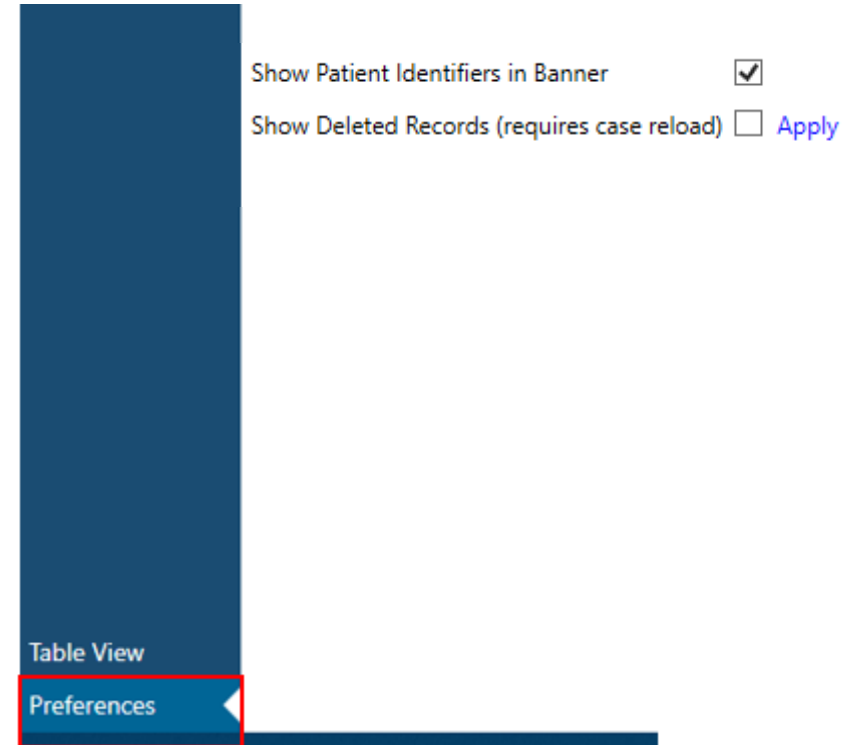 Show Patient Identifiers in Banner
Show Deleted Records (requires case reload) Apply
Table View
Preferences